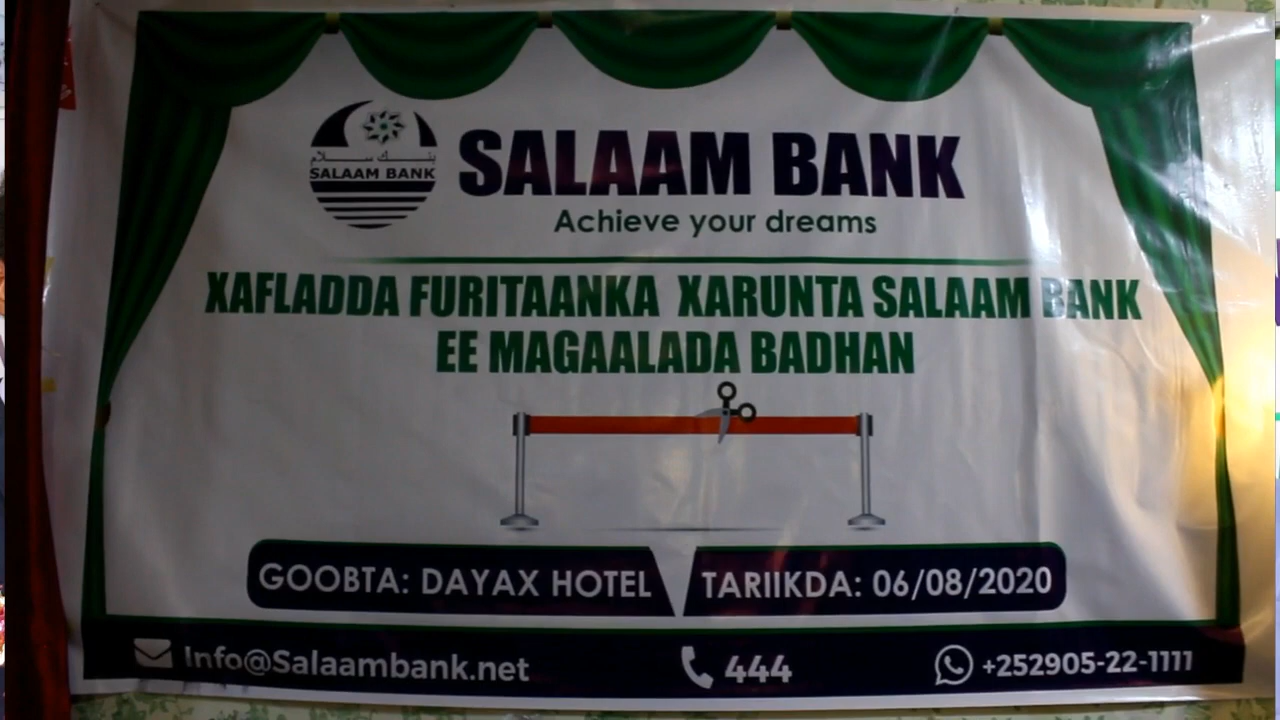 بنك سلام
SALAAM BANK
SALAAM BANK
Achieve your dreams
XAFLADDA FURITAANKA XARUNTA SALAAM BANK
EE MAGAALADA BADHAN
GOOBTA: DAYAX HOTEL
TARIIKDA: 06/08/2020
Info@Salaambank.net
444
+252905-22-1111